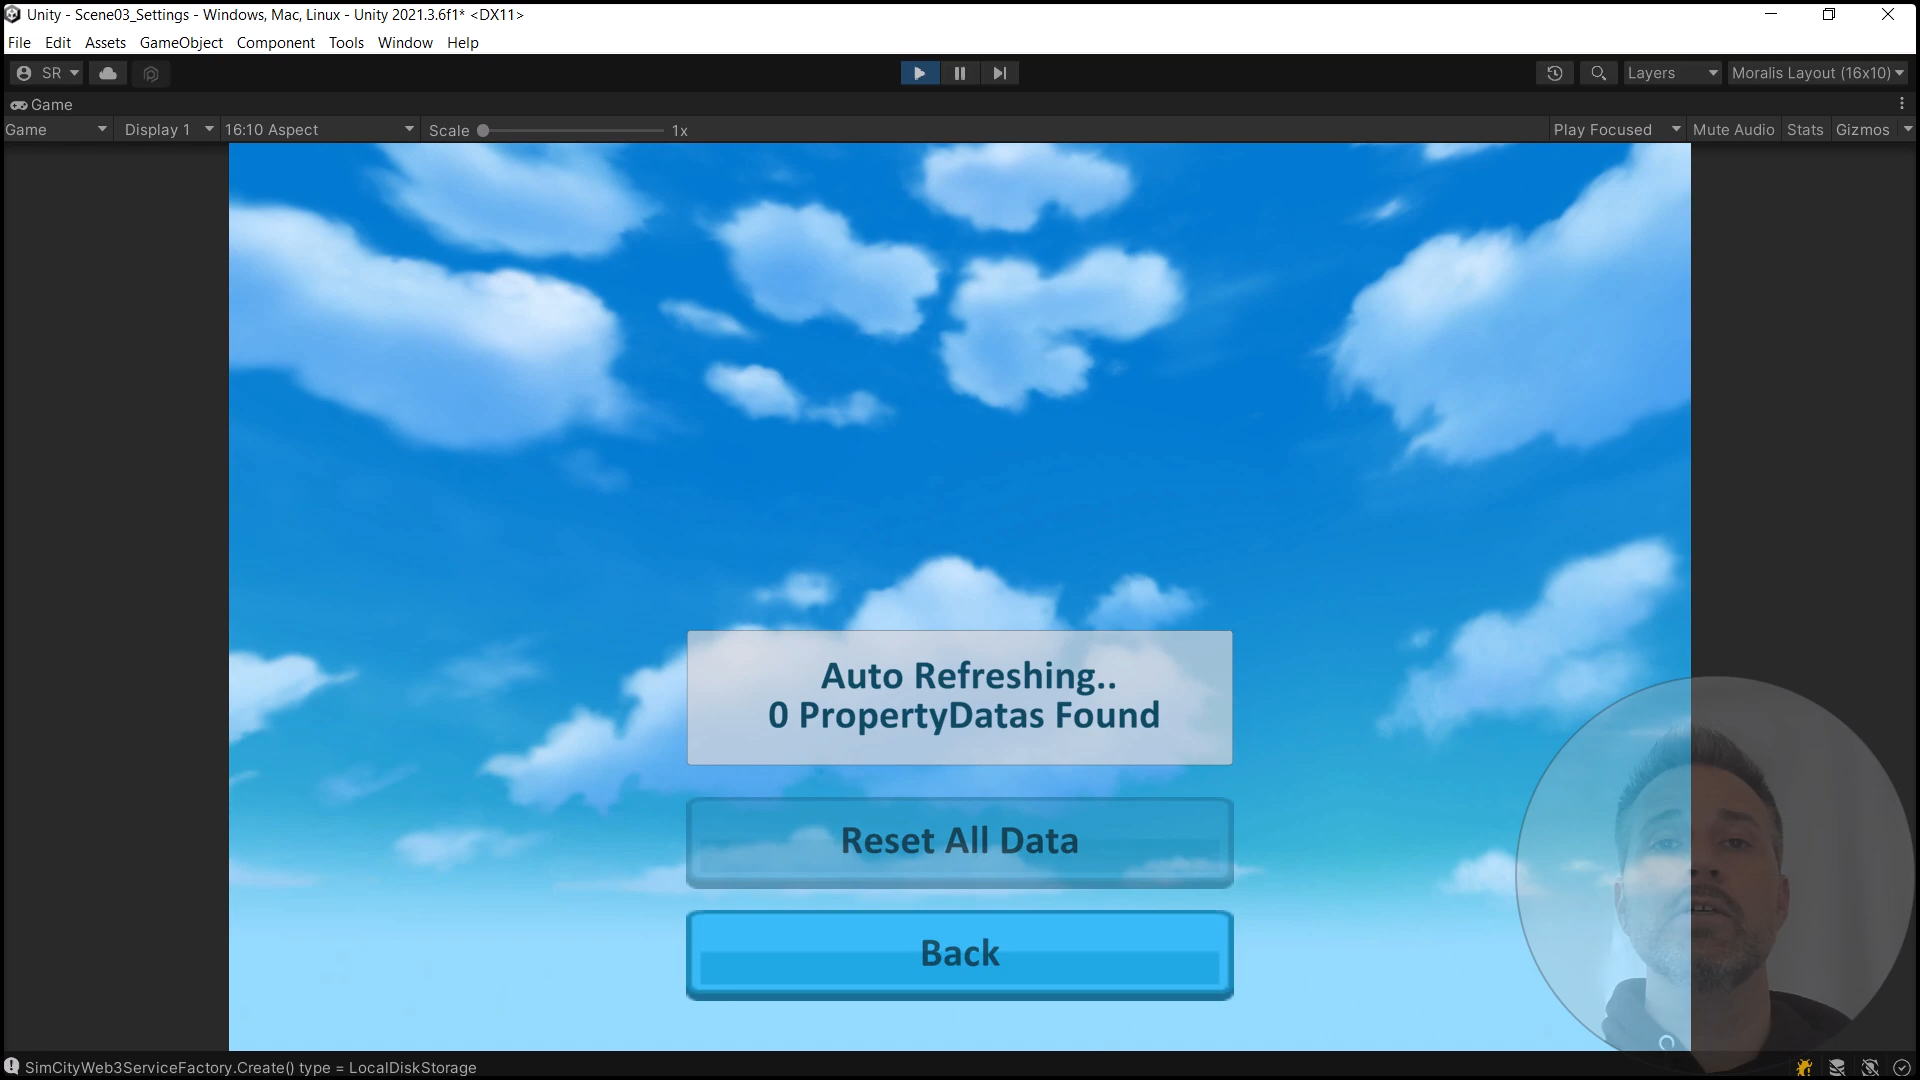 Unity - Scene03_Settings - Windows, Mac, Linux - Unity 2021.3.6f1* <DX11>
File Edit Assets GameObject Component Tools Window Help
SR Layers Moralis Layout (16x10)
Game
Game Display 1 16:10 Aspect Scale 1x Play Focused Mute Audio Stats Gizmos
Auto Refreshing..
0 PropertyDatas Found
Reset All Data
Back
SimCityWeb3ServiceFactory.Create() type = LocalDiskStorage